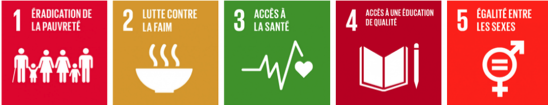 1 ÉRADICATION DE
LA PAUVRETÉ
2 LUTTE CONTRE
LA FAIM
3 ACCÈS À
LA SANTÉ
4 ACCÈS À UNE ÉDUCATION
DE QUALITÉ
5 ÉGALITÉ ENTRE
LES SEXES